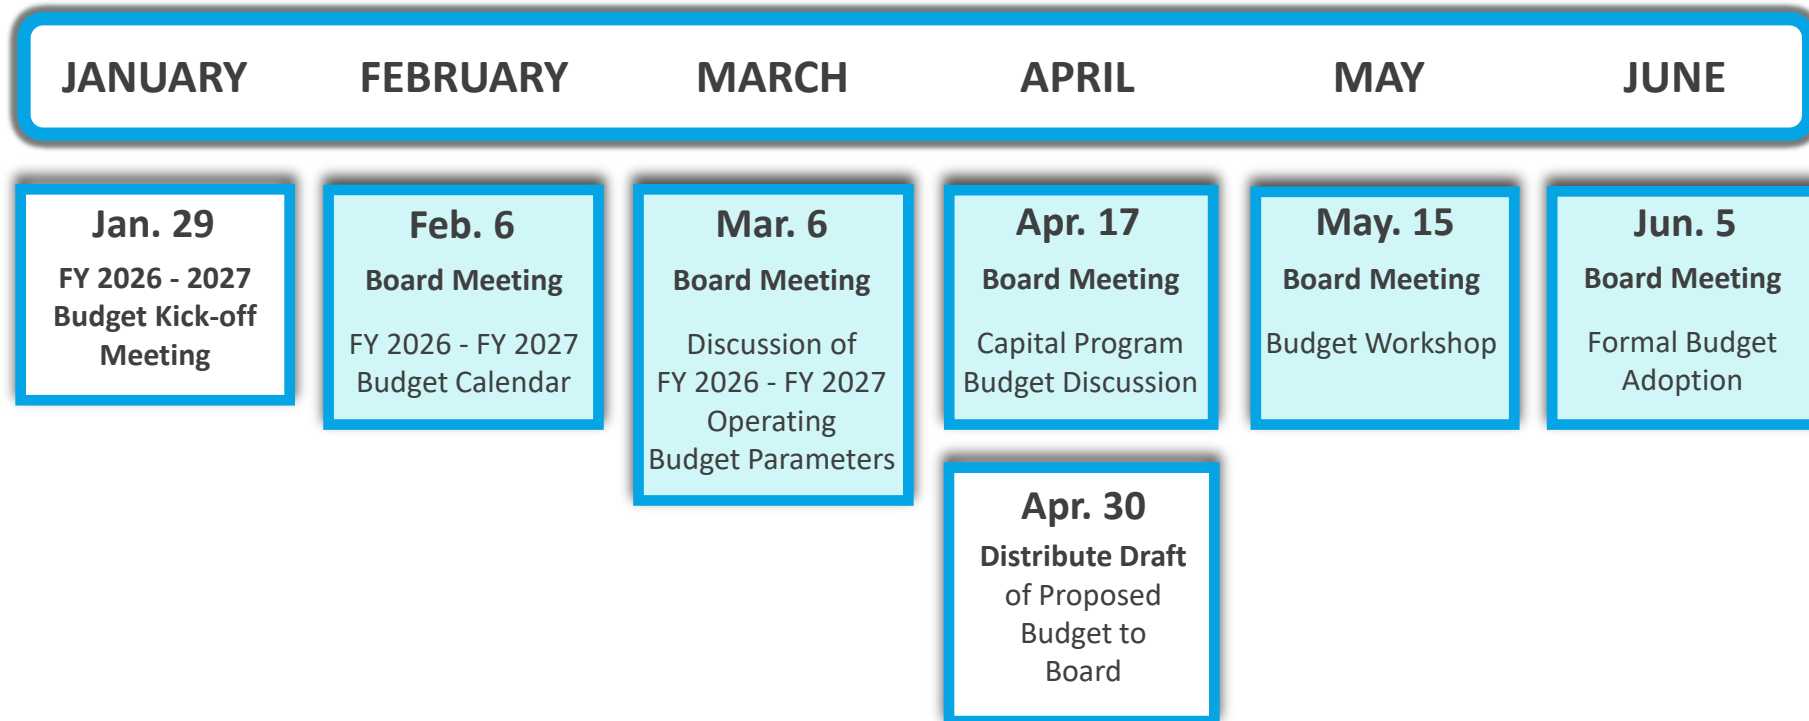 JANUARY FEBRUARY MARCH APRIL MAY JUNE
Jan. 29
FY 2026 - 2027
Budget Kick-off
Meeting
Feb. 6
Board Meeting
FY 2026 - FY 2027
Budget Calendar
Mar. 6
Board Meeting
Discussion of
FY 2026 - FY 2027
Operating
Budget Parameters
Apr. 17
Board Meeting
Capital Program
Budget Discussion
Apr. 30
Distribute Draft
of Proposed
Budget to
Board
May. 15
Board Meeting
Budget Workshop
Jun. 5
Board Meeting
Formal Budget
Adoption